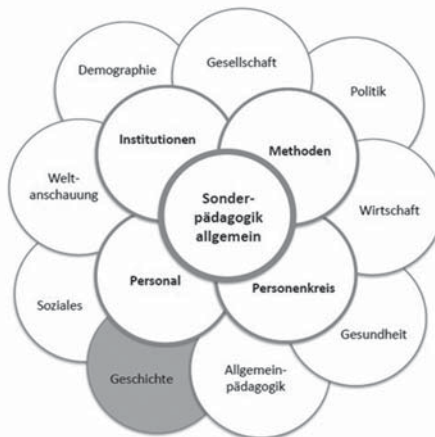 Demographie
Gesellschaft
Politik
Institutionen
Methoden
Welt-
anschauung
Sonder-
pädagogik
allgemein
Wirtschaft
Personal
Personenkreis
Soziales
Gesundheit
Geschichte
Allgemein-
pädagogik